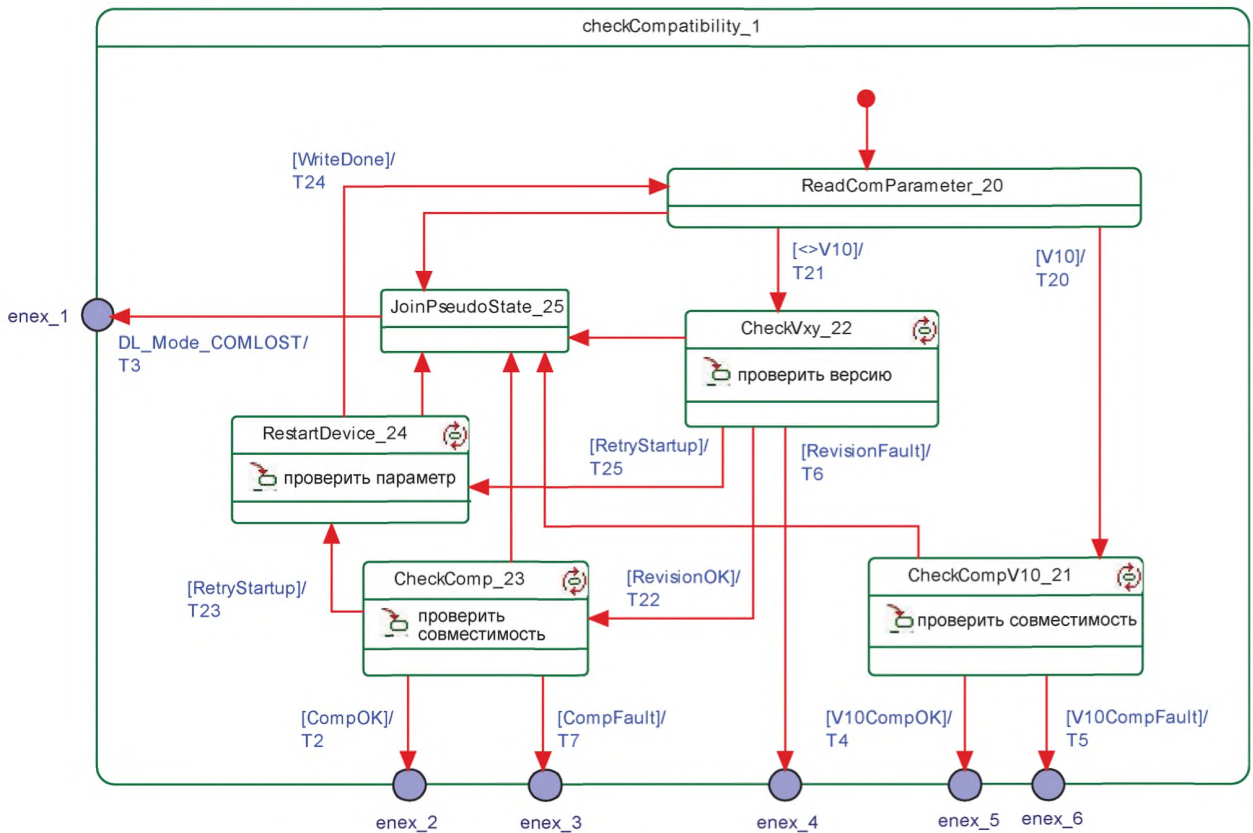 checkCompatibility_1
[WriteDone]/
T24
ReadComParameter_20
[<>V10]/
T21
[V10]/
T20
JoinPseudoState_25
enex_1
DL_Mode_COMLOST/
T3
CheckVxy_22
проверить версию
RestartDevice_24
проверить параметр
[RetryStartup]/
T25
[RevisionFault]/
T6
[RetryStartup]/
T23
CheckComp_23
проверить
совместимость
[RevisionOK]/
T22
CheckCompV10_21
проверить совместимость
[CompOK]/
T2
[CompFault]/
T7
[V10CompOK]/
T4
[V10CompFault]/
T5
enex_2
enex_3
enex_4
enex_5
enex_6